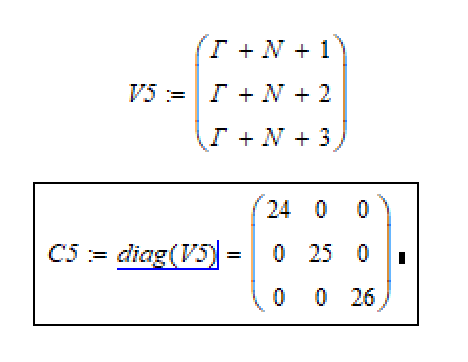 V5 := ( Г + N + 1
Г + N + 2
Г + N + 3 )
C5 := diag(V5) = ( 24 0 0
0 25 0
0 0 26 )